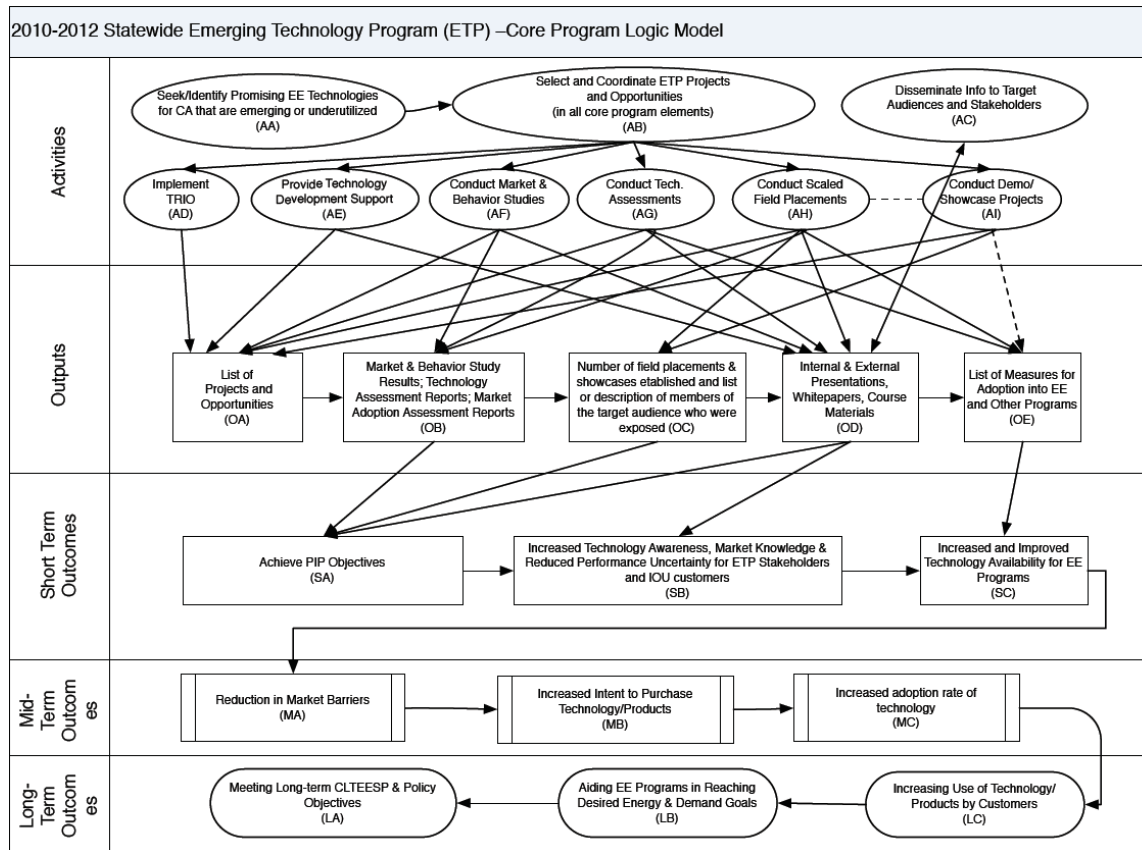 2010-2012 Statewide Emerging Technology Program (ETP) –Core Program Logic Model
Activities
Seek/Identify Promising EE Technologies
for CA that are emerging or underutilized
(AA)
Select and Coordinate ETP Projects
and Opportunities
(in all core program elements)
(AB)
Disseminate Info to Target
Audiences and Stakeholders
(AC)
Implement
TRIO
(AD)
Provide Technology
Development Support
(AE)
Conduct Market &
Behavior Studies
(AF)
Conduct Tech.
Assessments
(AG)
Conduct Scaled
Field Placements
(AH)
Conduct Demo/
Showcase Projects
(AI)
Outputs
List of
Projects and
Opportunities
(OA)
Market & Behavior Study
Results; Technology
Assessment Reports; Market
Adoption Assessment Reports
(OB)
Number of field placements &
showcases etablished and list
or description of members of
the target audience who were
exposed (OC)
Internal & External
Presentations,
Whitepapers, Course
Materials
(OD)
List of Measures for
Adoption into EE
and Other Programs
(OE)
Short Term
Outcomes
Achieve PIP Objectives
(SA)
Increased Technology Awareness, Market Knowledge &
Reduced Performance Uncertainty for ETP Stakeholders
and IOU customers
(SB)
Increased and Improved
Technology Availability for EE
Programs
(SC)
Mid-
Term
Outcom
es
Reduction in Market Barriers
(MA)
Increased Intent to Purchase
Technology/Products
(MB)
Increased adoption rate of
technology
(MC)
Long-
Term
Outcom
es
Meeting Long-term CLTEESP & Policy
Objectives
(LA)
Aiding EE Programs in Reaching
Desired Energy & Demand Goals
(LB)
Increasing Use of Technology/
Products by Customers
(LC)